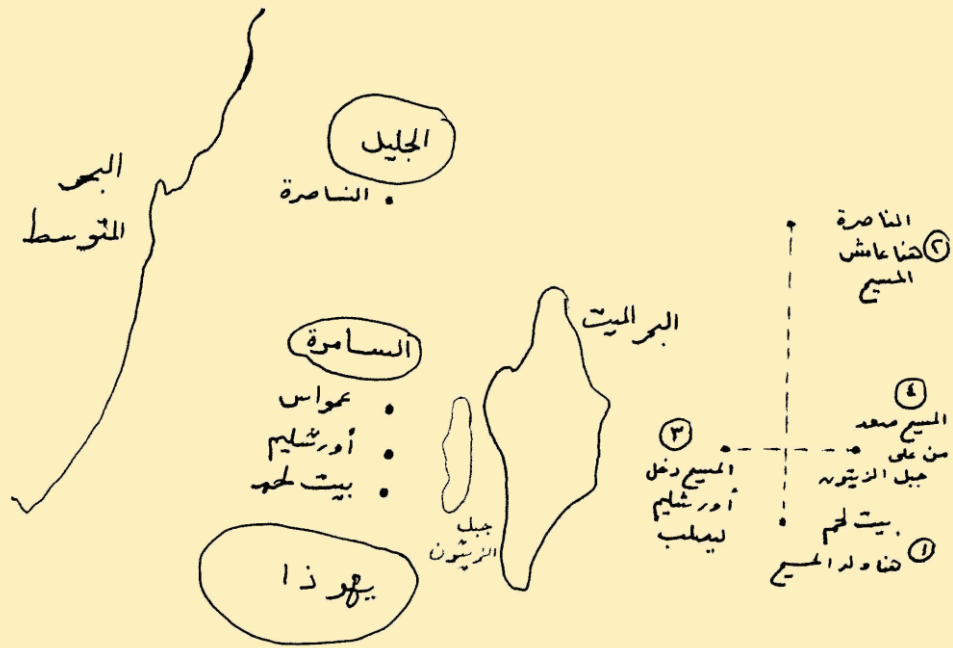 الجليل
الناصرة
البحر
المتوسط
السامرة
عمواس
أورشليم
بيت لحم
يهوذا
جبل
الزيتون
البحر الميت
الناصرة
٢ هنا عاش
المسيح
٤
المسيح صعد
من على
جبل الزيتون
٣
المسيح دخل
أورشليم
ليصلب
بيت لحم
١ هنا ولد المسيح